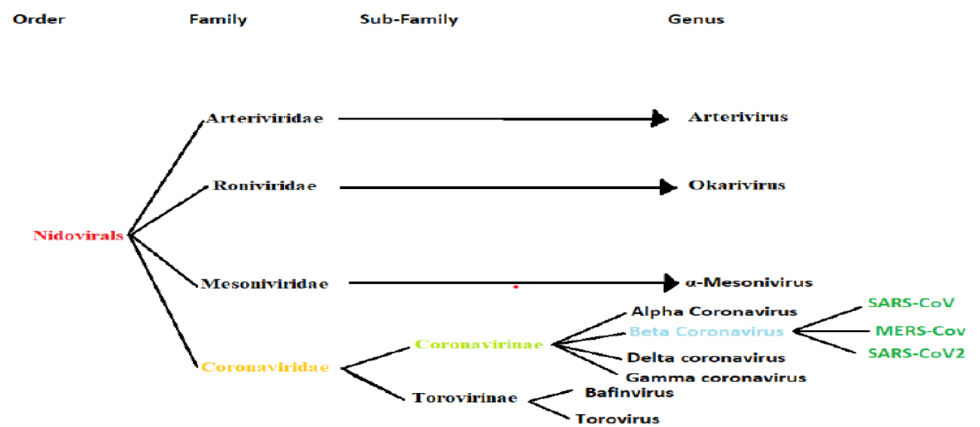 Order Family Sub-Family Genus
Arteriviridae Arterivirus
Roniviridae Okarivirus
Nidovirals
Mesoniviridae α-Mesonivirus
SARS-CoV
Alpha Coronavirus
Beta Coronavirus MERS-Cov
Coronavirinae
SARS-CoV2
Delta coronavirus
Coronaviridae
Gamma coronavirus
Bafinvirus
Torovirinae
Torovirus